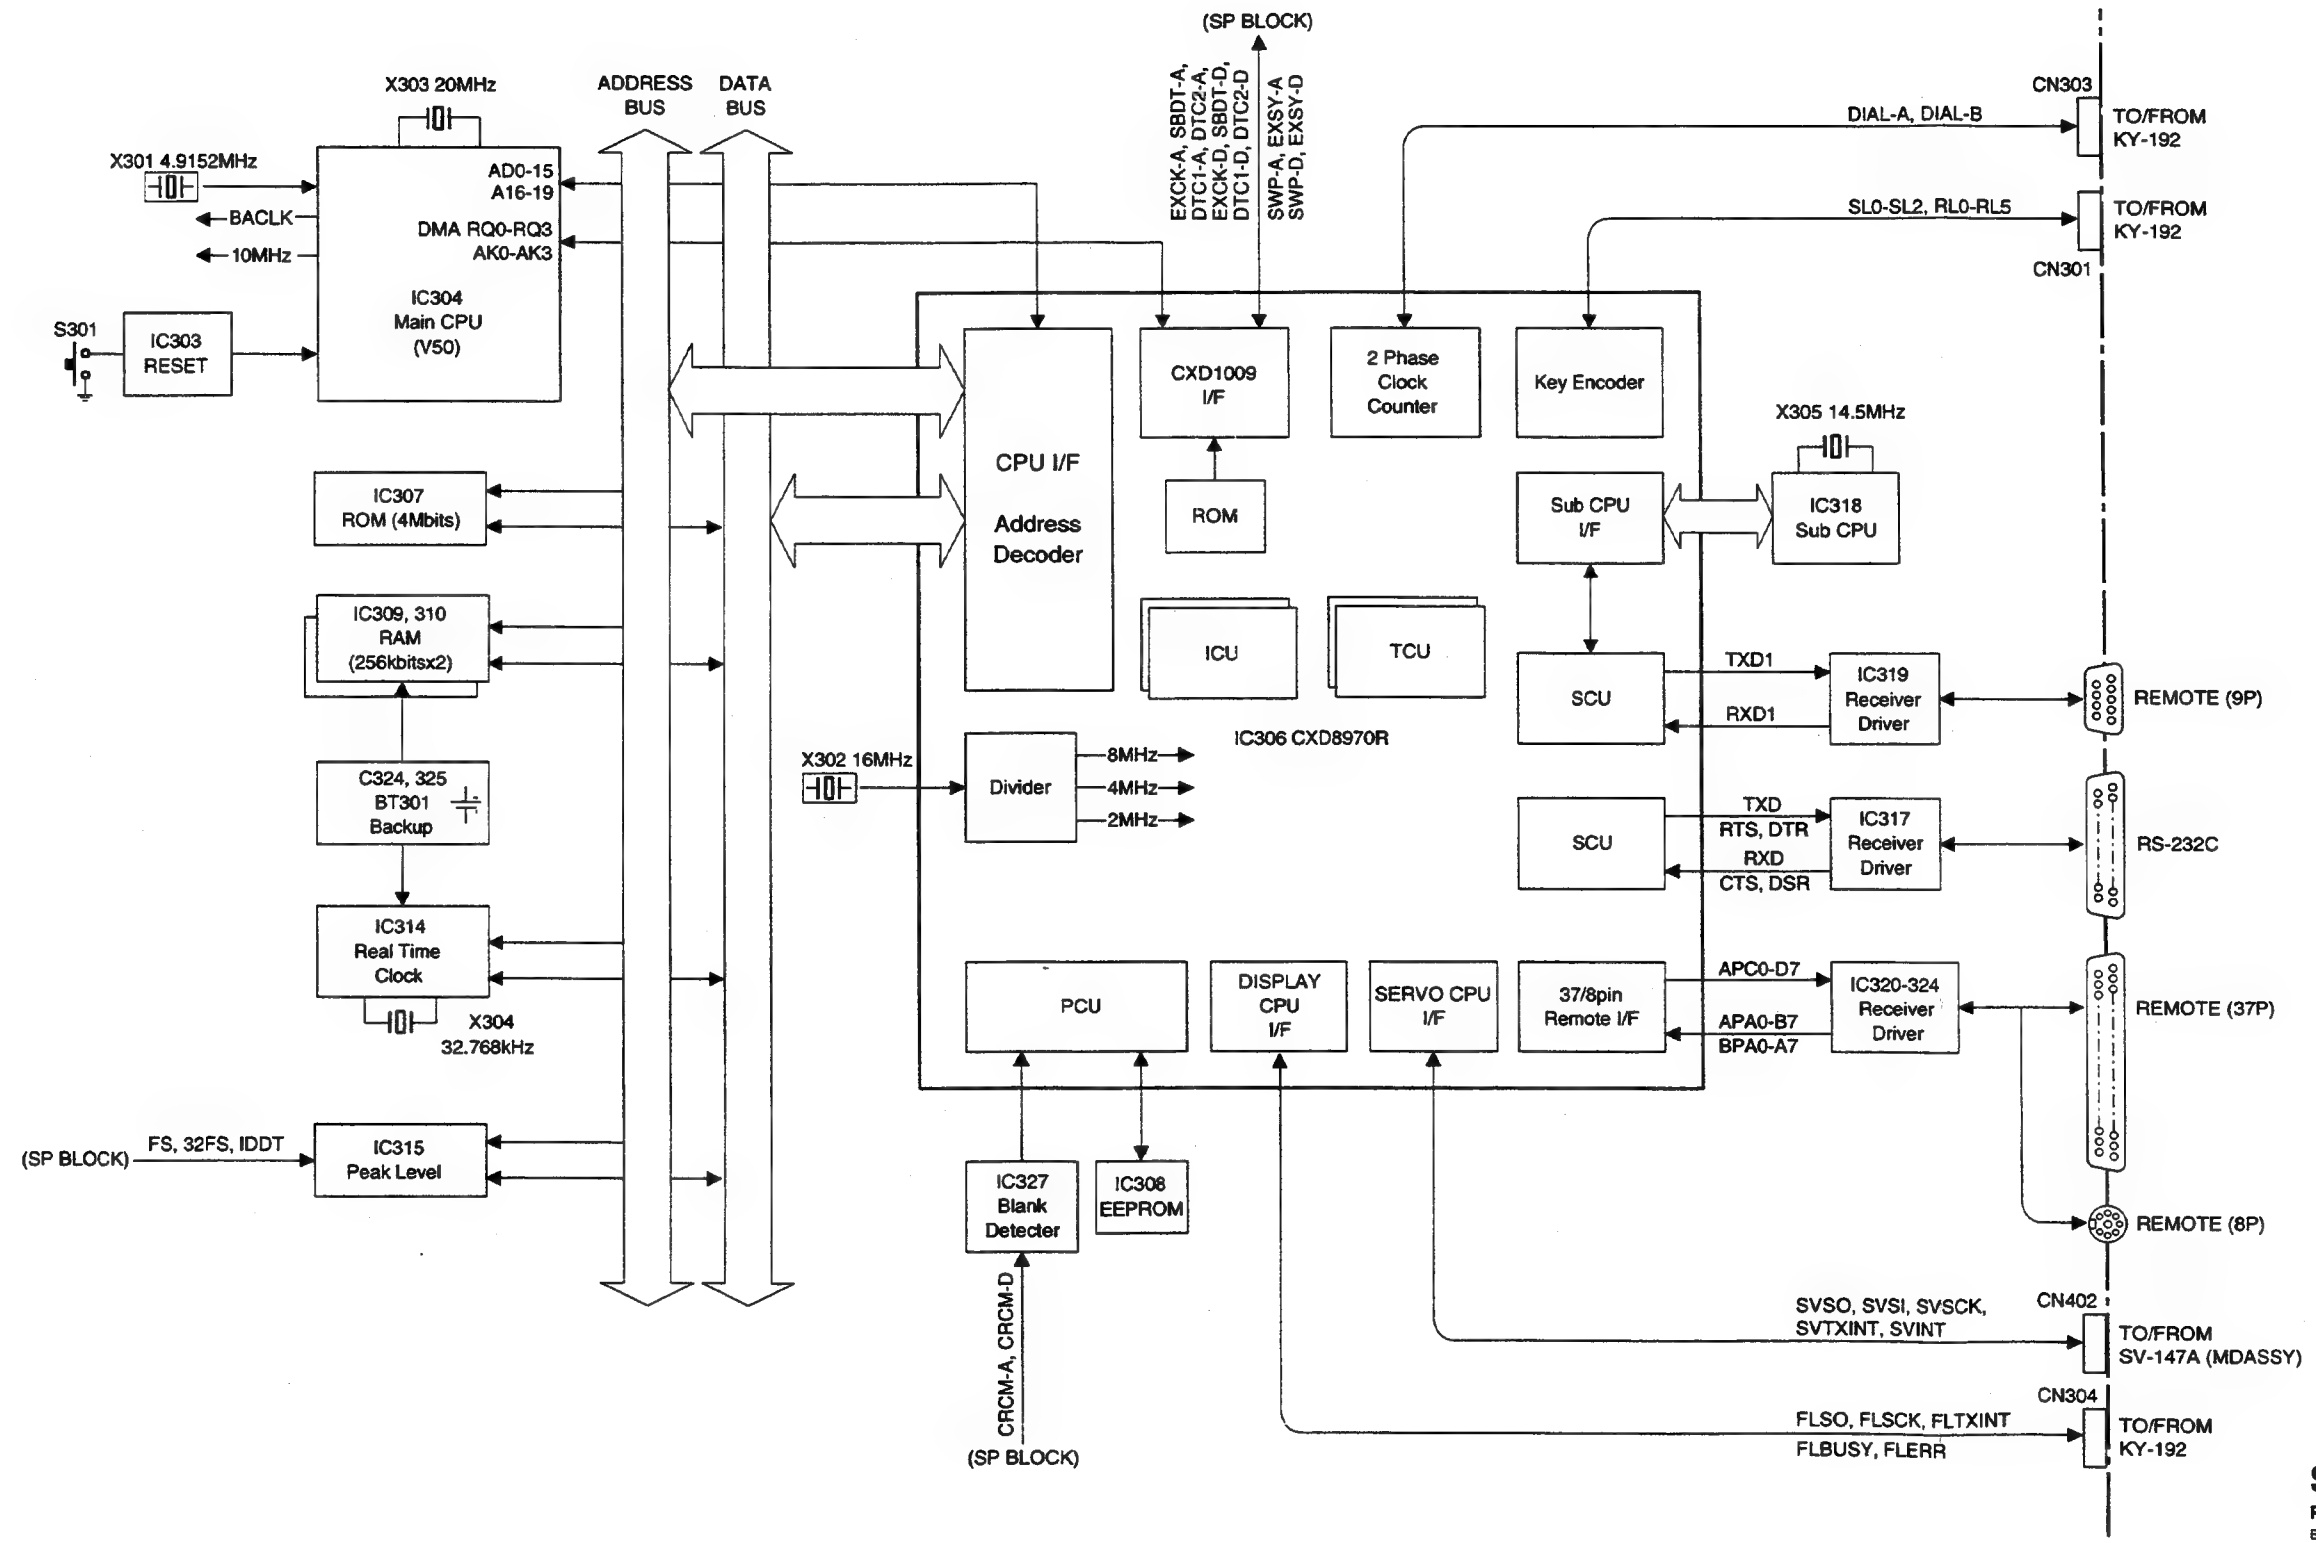 (SP BLOCK)
EXCK-A, SBDT-A,
DTC1-A, DTC2-A,
EXCK-D, SBDT-D,
DTC1-D, DTC2-D
SWP-A, EXSY-A
SWP-D, EXSY-D
X303 20MHz
ADDRESS
BUS
DATA
BUS
X301 4.9152MHz
BACLK
10MHz
AD0-15
A16-19
DMA RQ0-RQ3
AK0-AK3
IC304
Main CPU
(V50)
S301
IC303
RESET
CN303
DIAL-A, DIAL-B
TO/FROM
KY-192
SL0-SL2, RL0-RL5
TO/FROM
KY-192
CN301
CPU I/F
Address
Decoder
CXD1009
I/F
2 Phase
Clock
Counter
Key Encoder
ROM
X305 14.5MHz
Sub CPU
I/F
IC318
Sub CPU
IC307
ROM (4Mbits)
IC309, 310
RAM
(256kbitsx2)
ICU
TCU
SCU
TXD1
RXD1
IC319
Receiver
Driver
REMOTE (9P)
IC306 CXD8970R
X302 16MHz
Divider
8MHz
4MHz
2MHz
C324, 325
BT301
Backup
SCU
TXD
RTS, DTR
RXD
CTS, DSR
IC317
Receiver
Driver
RS-232C
IC314
Real Time
Clock
X304
32.768kHz
PCU
DISPLAY
CPU
I/F
SERVO CPU
I/F
37/8pin
Remote I/F
APC0-D7
APA0-B7
BPA0-A7
IC320-324
Receiver
Driver
REMOTE (37P)
(SP BLOCK)
FS, 32FS, IDDT
IC315
Peak Level
IC327
Blank
Detecter
IC308
EEPROM
REMOTE (8P)
CRCM-A, CRCM-D
(SP BLOCK)
SVSO, SVSI, SVSCK,
SVTXINT, SVINT
CN402
TO/FROM
SV-147A (MDASSY)
CN304
FLSO, FLSCK, FLTXINT
FLBUSY, FLERR
TO/FROM
KY-192